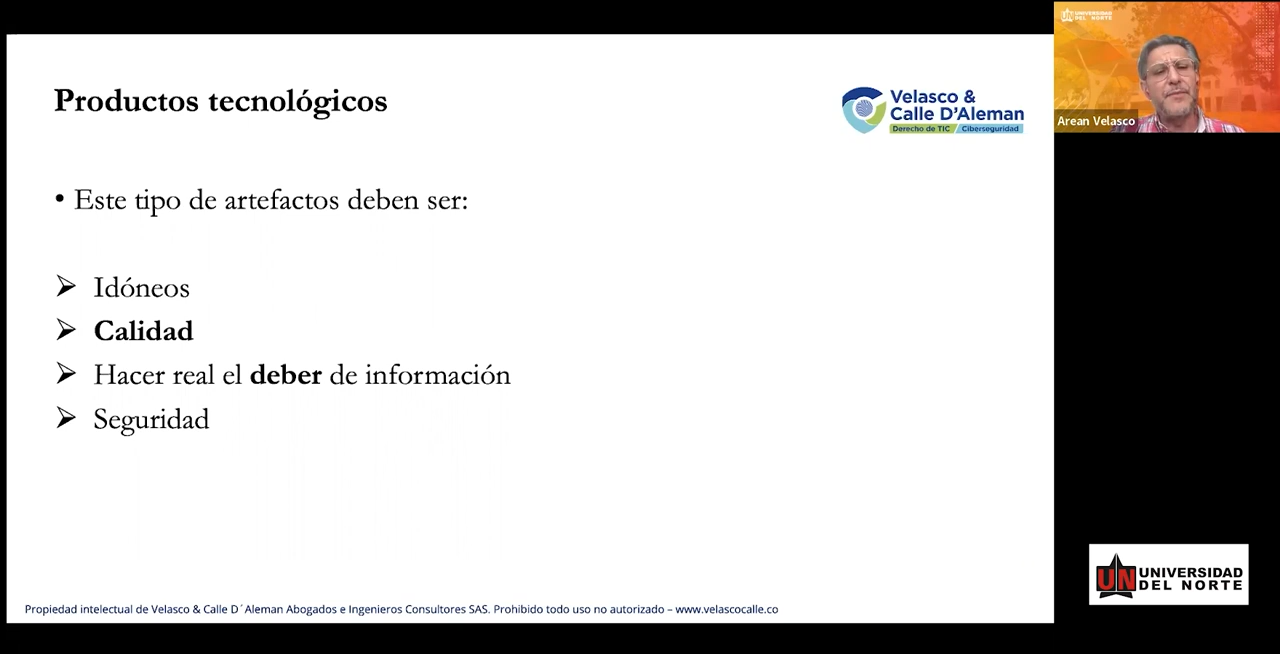 Productos tecnológicos
Velasco &
Calle D'Aleman
Derecho de TIC / Ciberseguridad
• Este tipo de artefactos deben ser:
➢ Idóneos
➢ Calidad
➢ Hacer real el deber de información
➢ Seguridad
Propiedad intelectual de Velasco & Calle D´Aleman Abogados e Ingenieros Consultores SAS. Prohibido todo uso no autorizado – www.velascocalle.co
UNIVERSIDAD
DEL NORTE
Arean Velasco
UN
UNIVERSIDAD
DEL NORTE